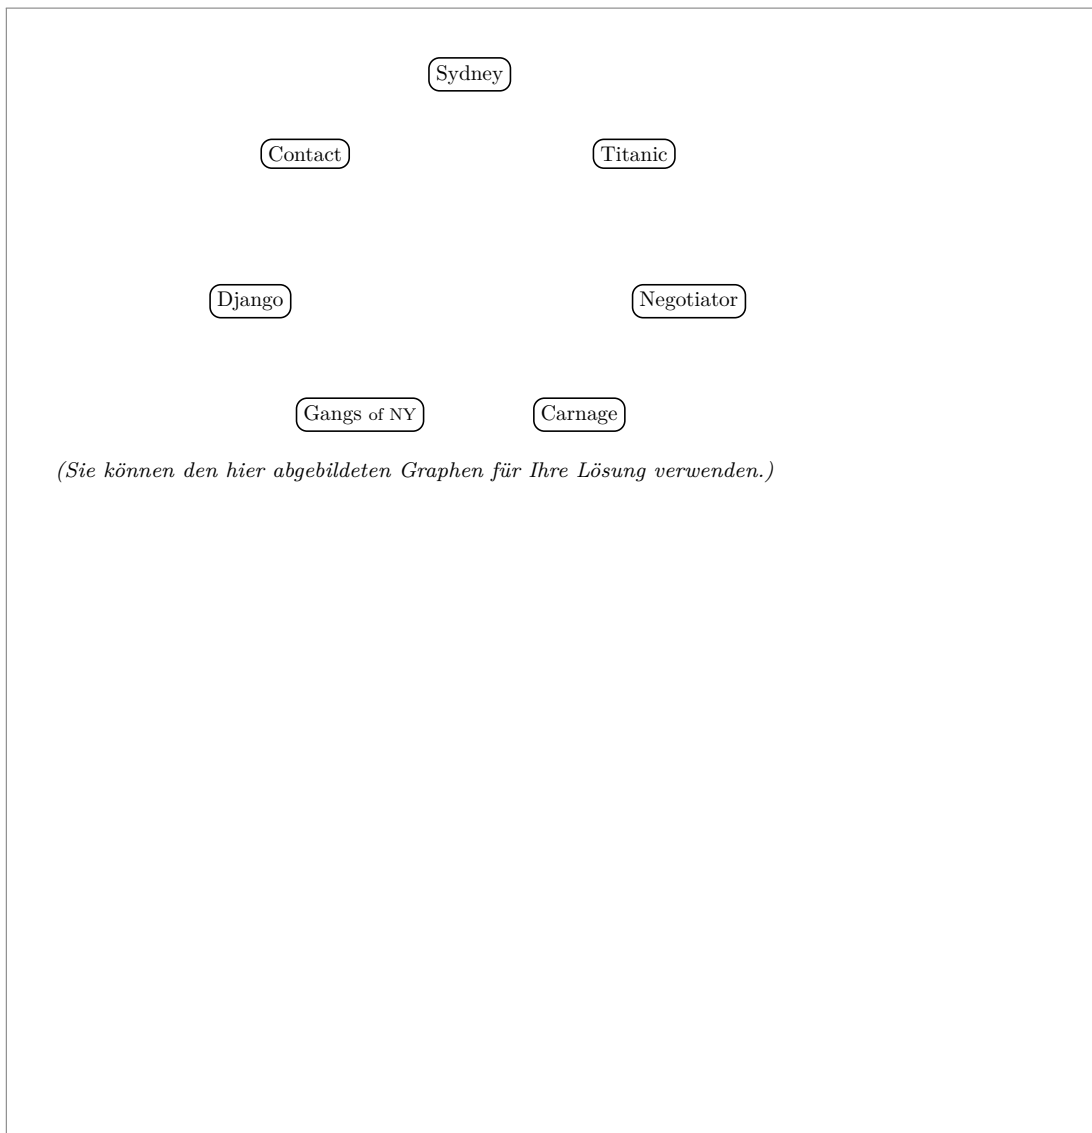 Sydney
Contact Titanic
Django Negotiator
Gangs of NY Carnage
(Sie können den hier abgebildeten Graphen für Ihre Lösung verwenden.)